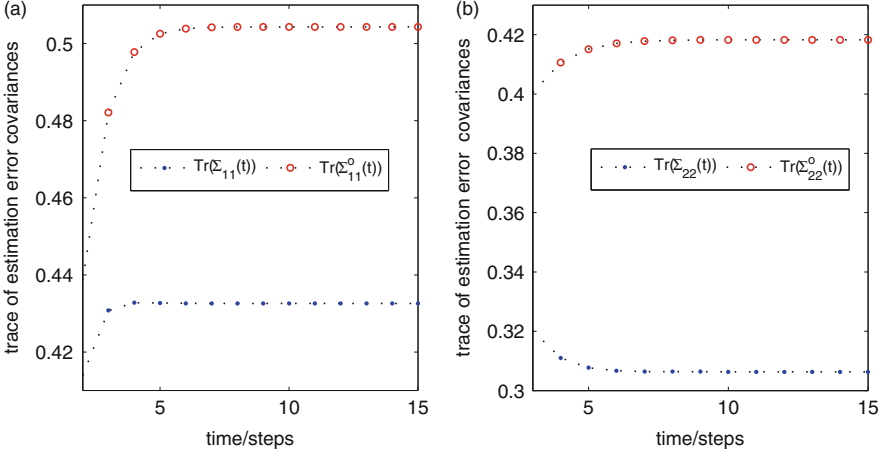 (a)
trace of estimation error covariances
0.5
0.48
0.46
0.44
0.42
5
10
15
time/steps
Tr(Σ₁₁(t))
Tr(Σ₁₁ᵒ(t))
(b)
trace of estimation error covariances
0.42
0.4
0.38
0.36
0.34
0.32
0.3
5
10
15
time/steps
Tr(Σ₂₂(t))
Tr(Σ₂₂ᵒ(t))